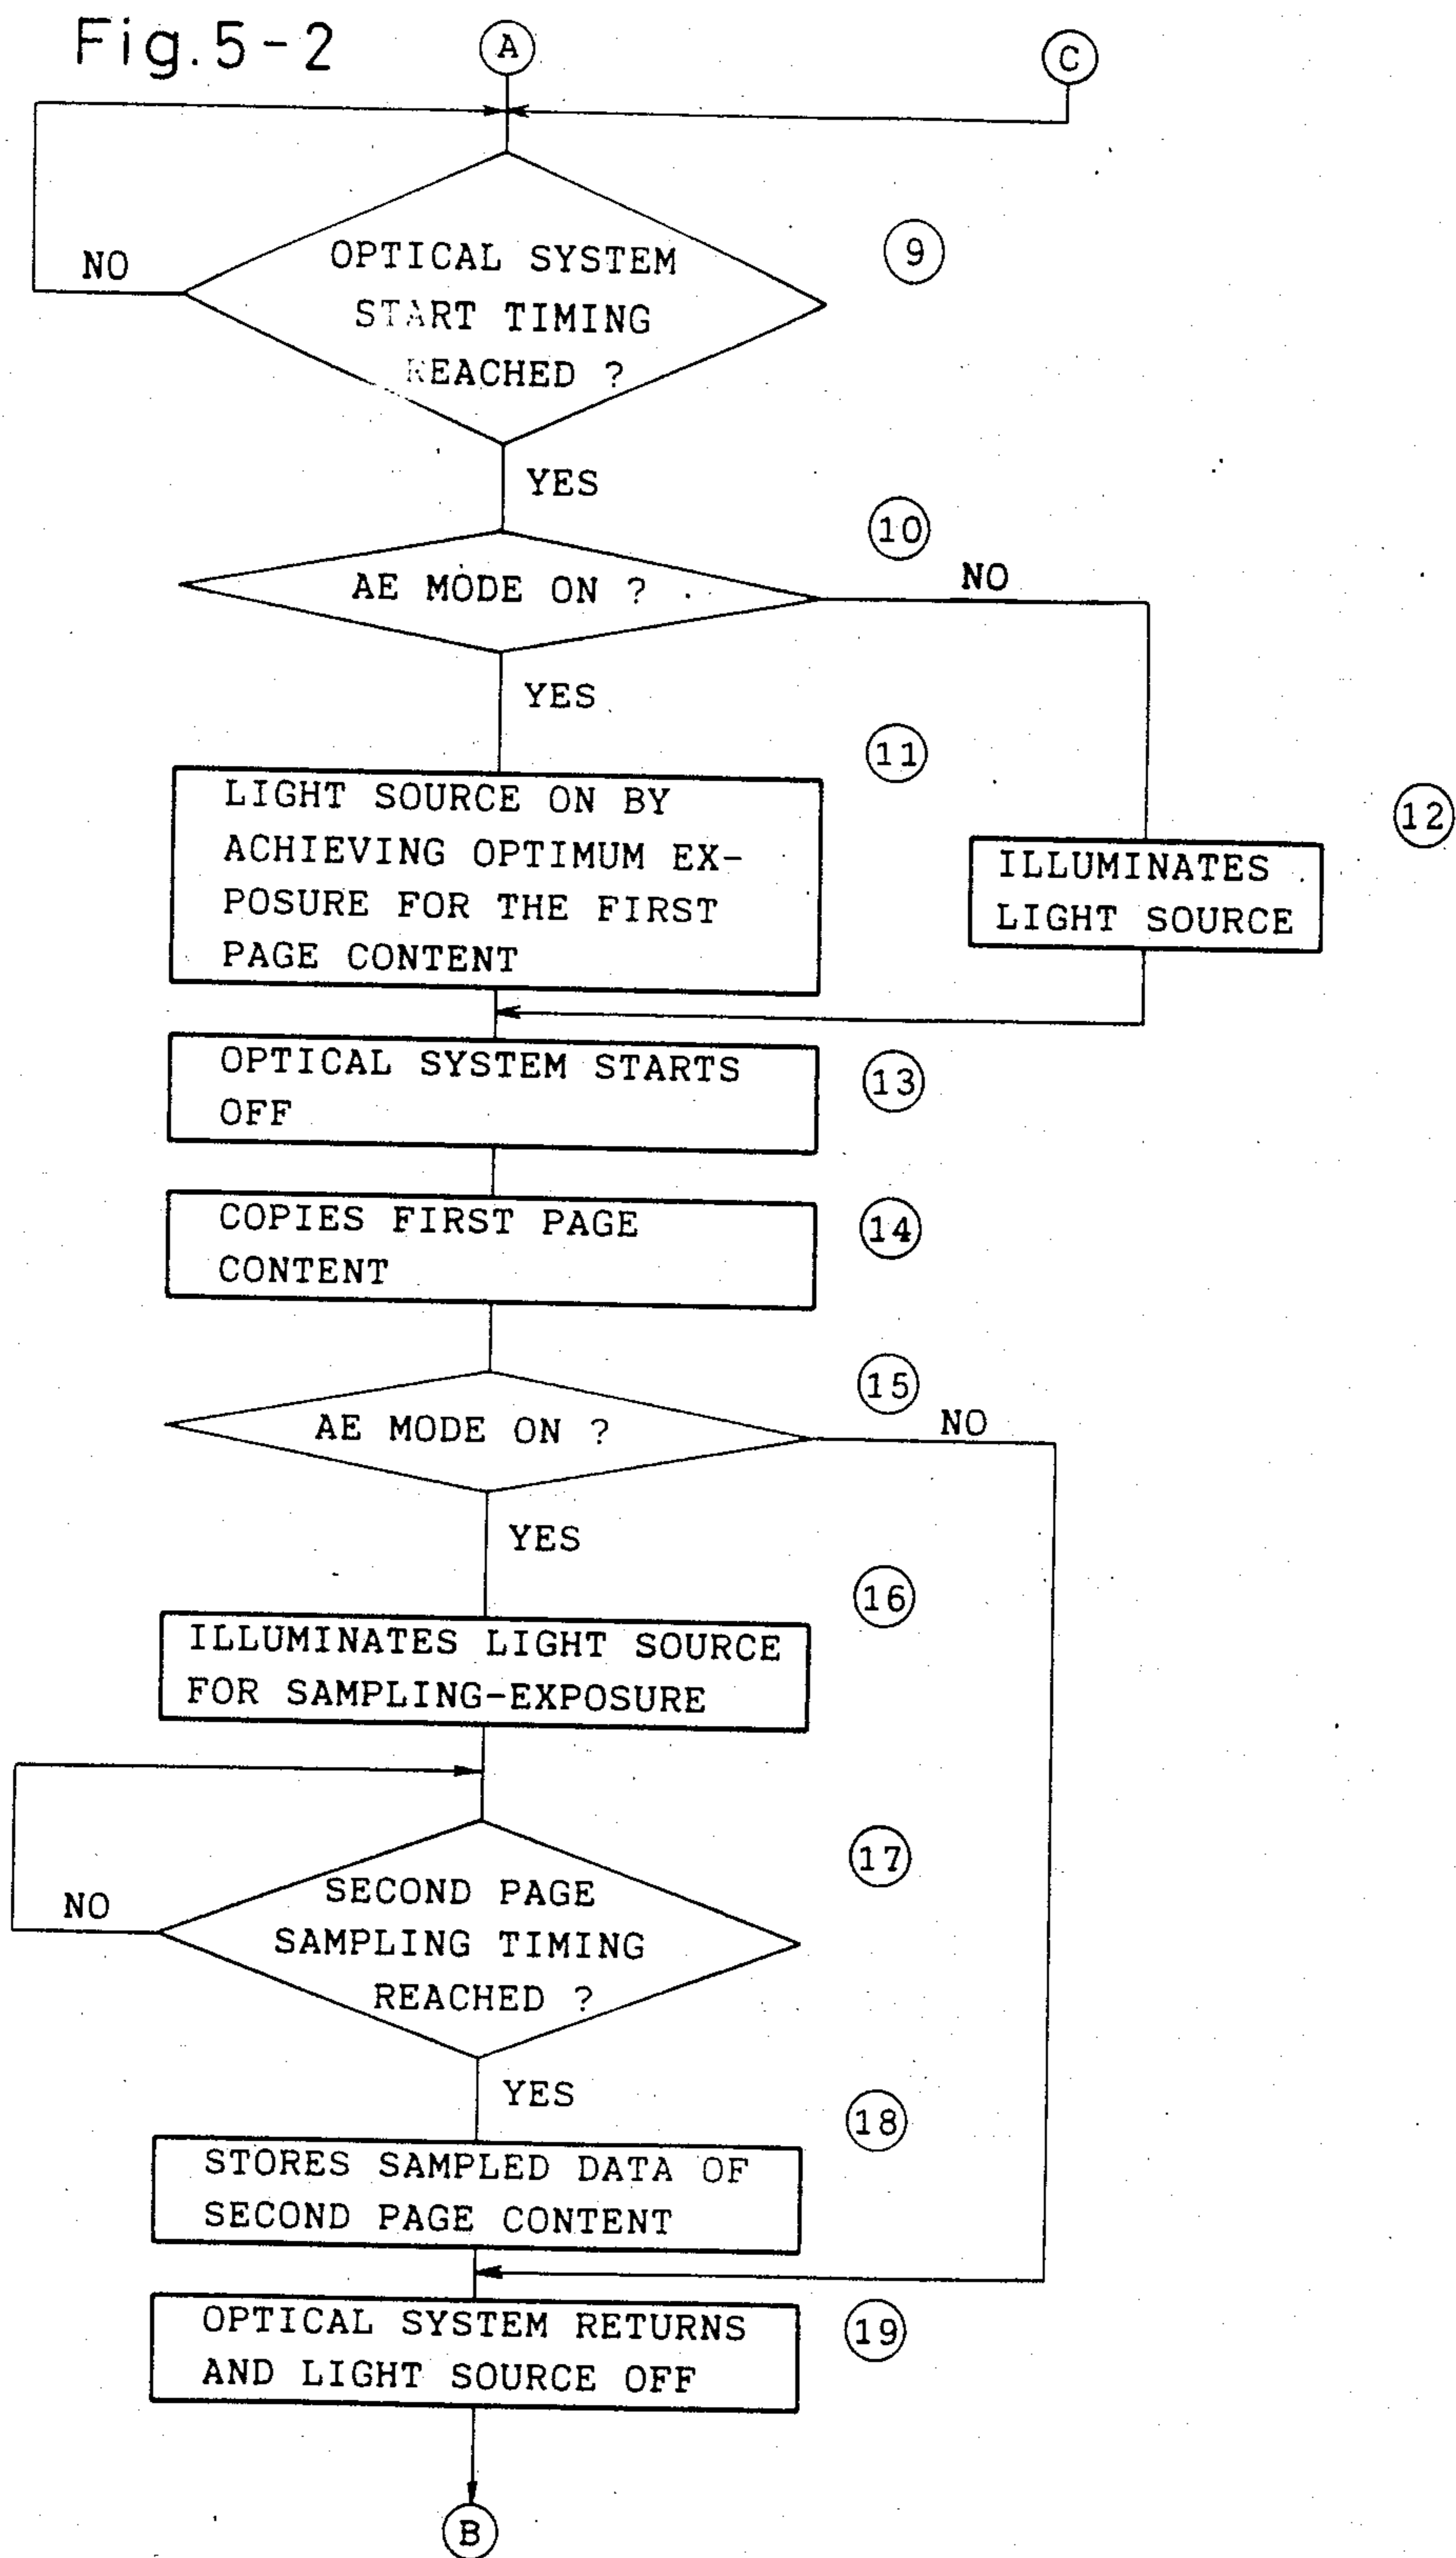 Fig.5-2
A
C
NO
OPTICAL SYSTEM
START TIMING
REACHED ?
9
YES
10
AE MODE ON ?
NO
YES
11
LIGHT SOURCE ON BY
ACHIEVING OPTIMUM EX-
POSURE FOR THE FIRST
PAGE CONTENT
12
ILLUMINATES
LIGHT SOURCE
OPTICAL SYSTEM STARTS
OFF
13
COPIES FIRST PAGE
CONTENT
14
15
AE MODE ON ?
NO
YES
16
ILLUMINATES LIGHT SOURCE
FOR SAMPLING-EXPOSURE
17
NO
SECOND PAGE
SAMPLING TIMING
REACHED ?
YES
18
STORES SAMPLED DATA OF
SECOND PAGE CONTENT
OPTICAL SYSTEM RETURNS
AND LIGHT SOURCE OFF
19
B